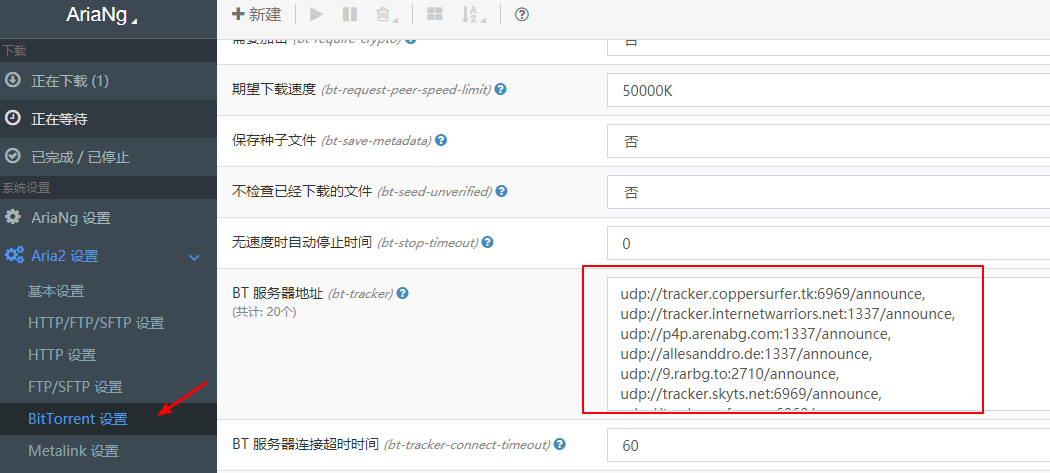 AriaNg
新建
下载
正在下载 (1)
正在等待
已完成 / 已停止
系统设置
AriaNg 设置
Aria2 设置
基本设置
HTTP/FTP/SFTP 设置
HTTP 设置
FTP/SFTP 设置
BitTorrent 设置
Metalink 设置
需要加密 (bt-require-crypto)
否
期望下载速度 (bt-request-peer-speed-limit)
50000K
保存种子文件 (bt-save-metadata)
否
不检查已经下载的文件 (bt-seed-unverified)
否
无速度时自动停止时间 (bt-stop-timeout)
0
BT 服务器地址 (bt-tracker)
(共计: 20个)
udp://tracker.coppersurfer.tk:6969/announce,
udp://tracker.internetwarriors.net:1337/announce,
udp://p4p.arenabg.com:1337/announce,
udp://allesanddro.de:1337/announce,
udp://9.rarbg.to:2710/announce,
udp://tracker.skyts.net:6969/announce,
BT 服务器连接超时时间 (bt-tracker-connect-timeout)
60